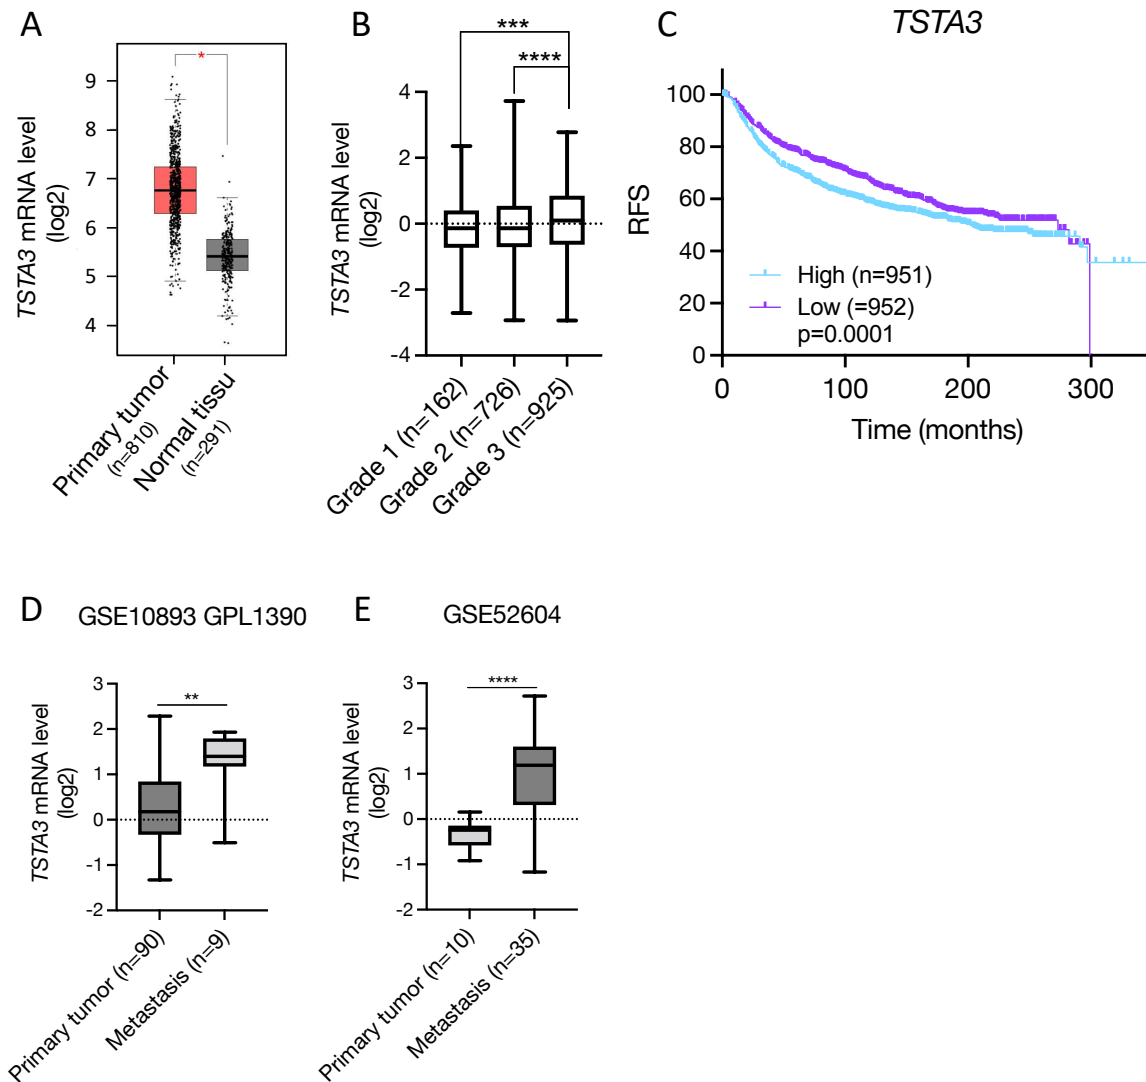 A
TSTA3 mRNA level
(log2)
9
8
7
6
5
4
*
Primary tumor
(n=810)
Normal tissu
(n=291)
B
TSTA3 mRNA level
(log2)
4
2
0
-2
-4
***
****
Grade 1 (n=162)
Grade 2 (n=726)
Grade 3 (n=925)
C
TSTA3
RFS
100
80
60
40
20
0
High (n=951)
Low (=952)
p=0.0001
0 100 200 300
Time (months)
D
GSE10893 GPL1390
TSTA3 mRNA level
(log2)
3
2
1
0
-1
-2
**
Primary tumor (n=90)
Metastasis (n=9)
E
GSE52604
TSTA3 mRNA level
(log2)
3
2
1
0
-1
-2
****
Primary tumor (n=10)
Metastasis (n=35)